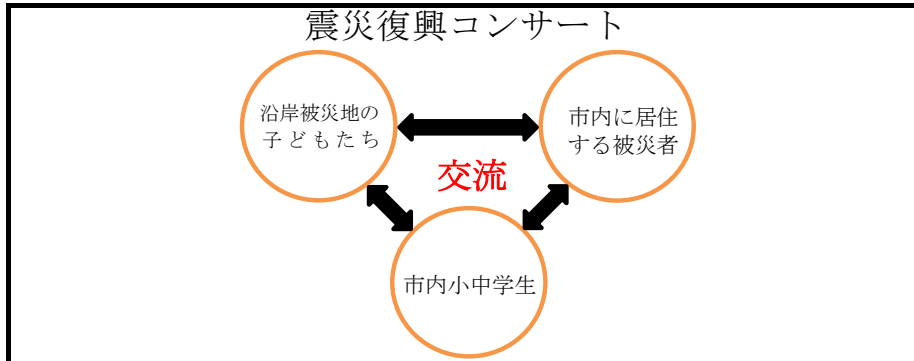 震災復興コンサート
沿岸被災地の
子どもたち
市内に居住
する被災者
交流
市内小中学生